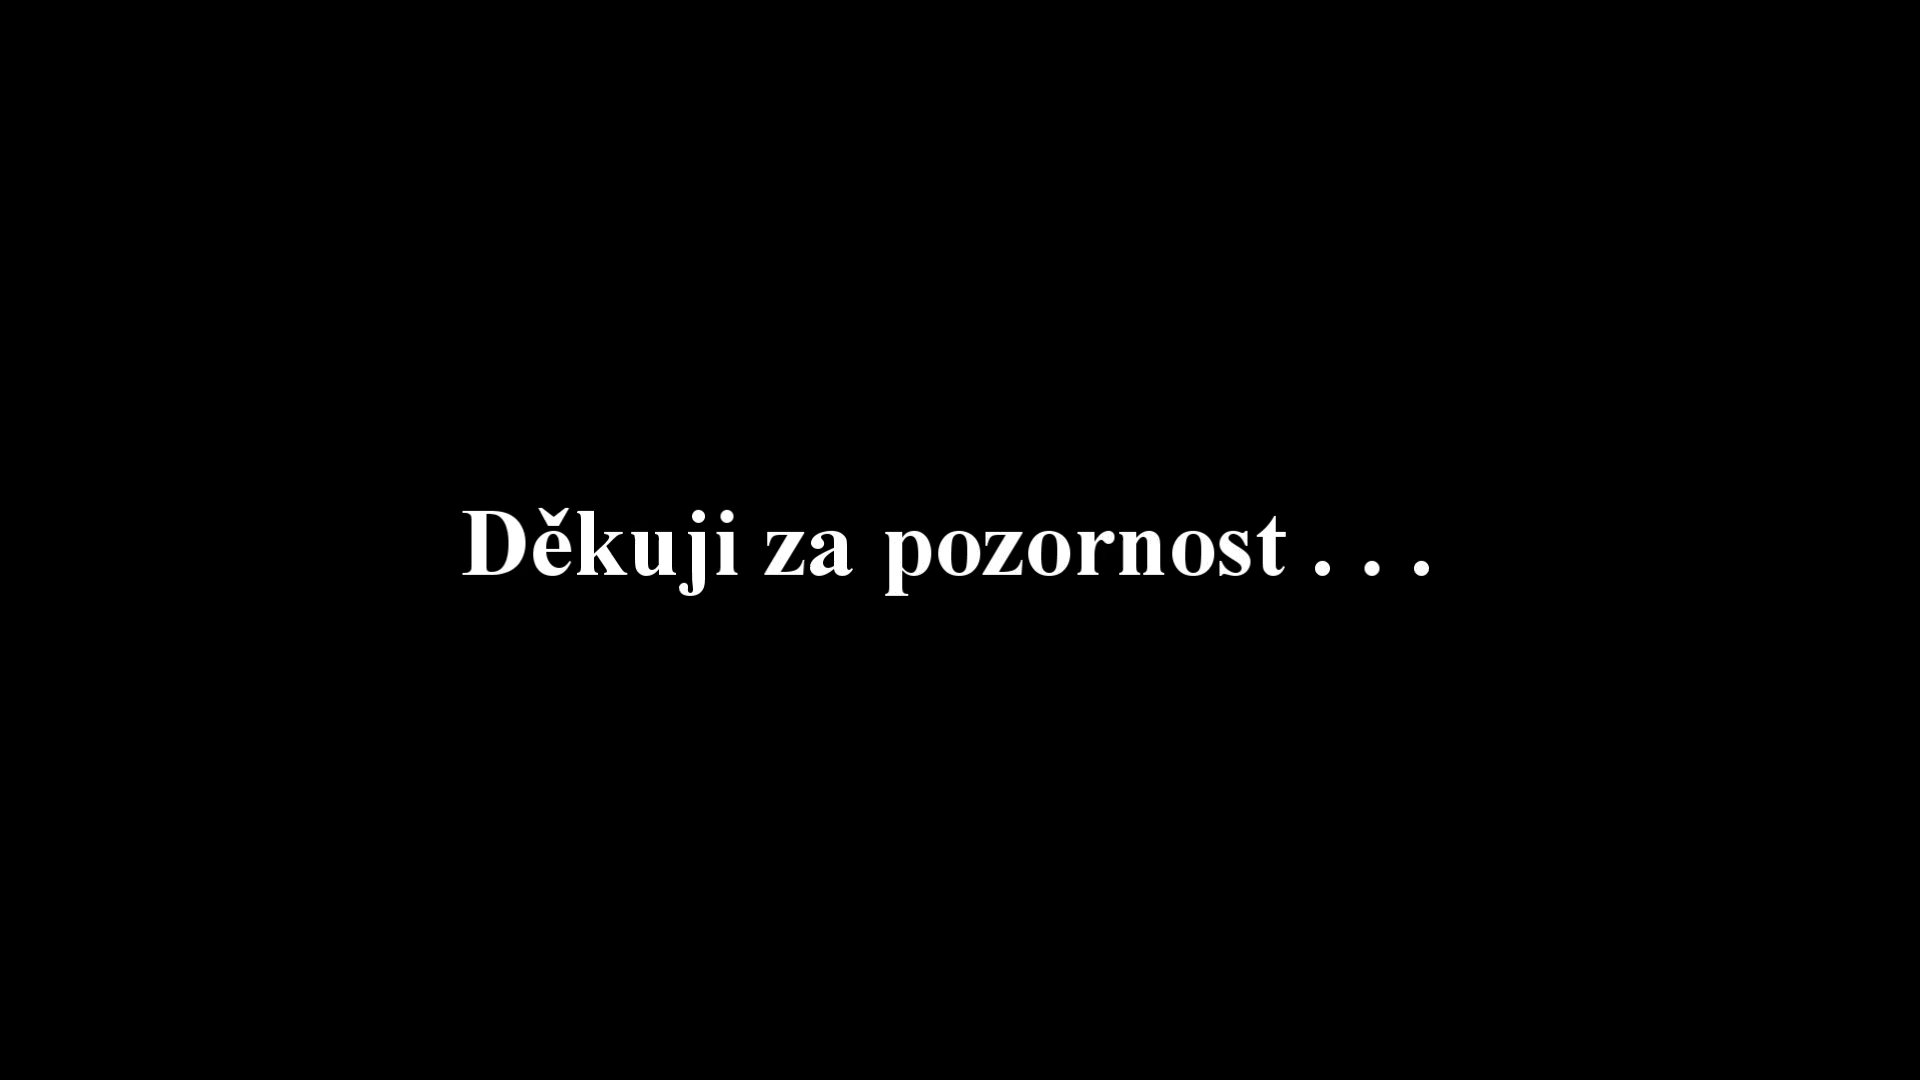 Děkuji za pozornost . . .